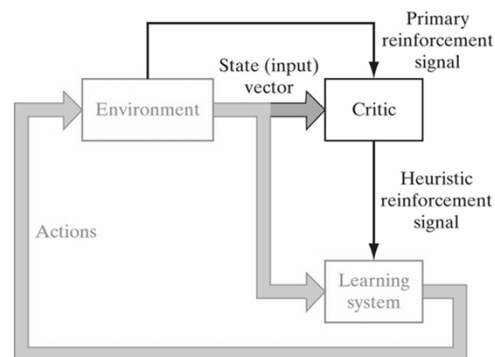 Primary
reinforcement
signal
State (input)
vector
Environment
Critic
Heuristic
reinforcement
signal
Actions
Learning
system